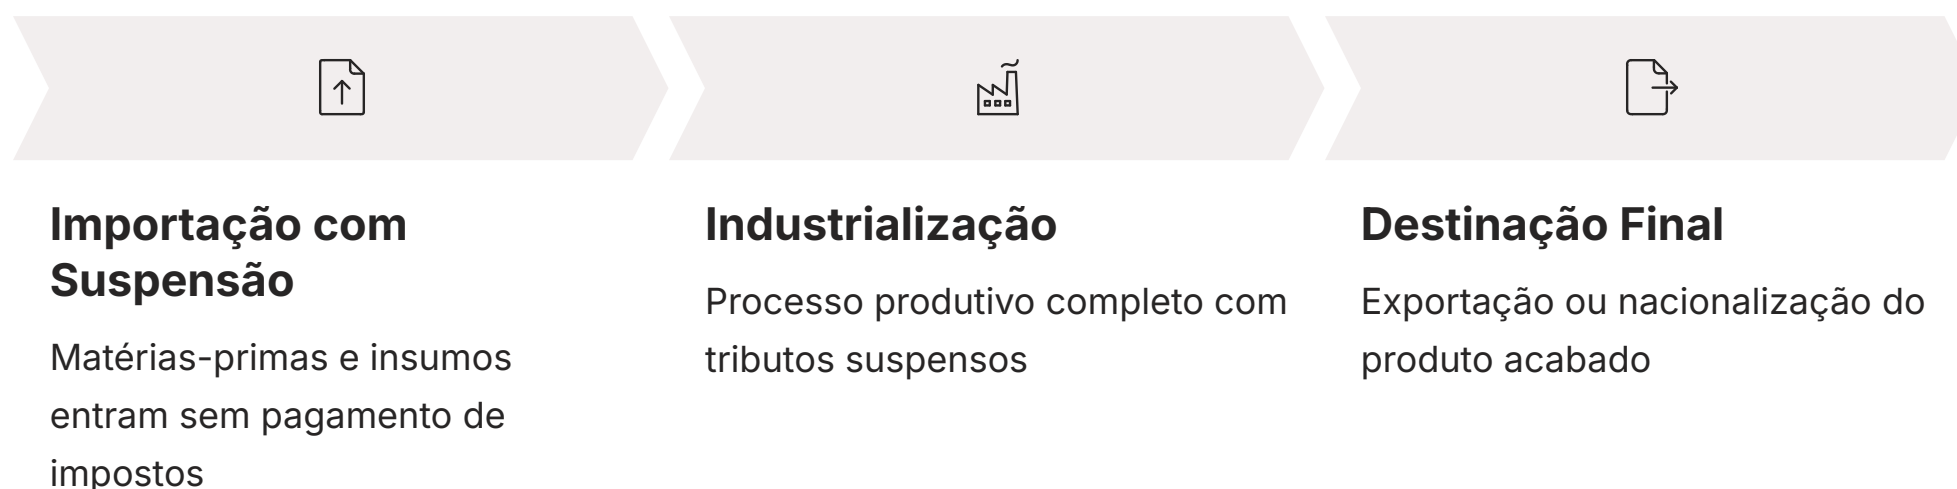 Importação com
Suspensão
Matérias-primas e insumos
entram sem pagamento de
impostos
Industrialização
Processo produtivo completo com
tributos suspensos
Destinação Final
Exportação ou nacionalização do
produto acabado